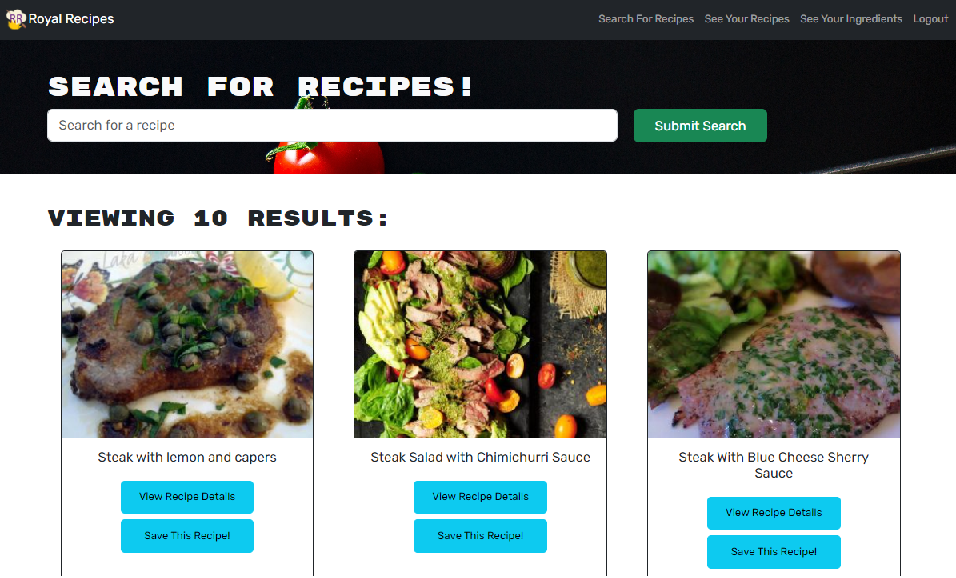 RR Royal Recipes
Search For Recipes See Your Recipes See Your Ingredients Logout
SEARCH FOR RECIPES!
Search for a recipe
Submit Search
VIEWING 10 RESULTS:
Steak with lemon and capers
View Recipe Details
Save This Recipe!
Steak Salad with Chimichurri Sauce
View Recipe Details
Save This Recipe!
Steak With Blue Cheese Sherry
Sauce
View Recipe Details
Save This Recipe!